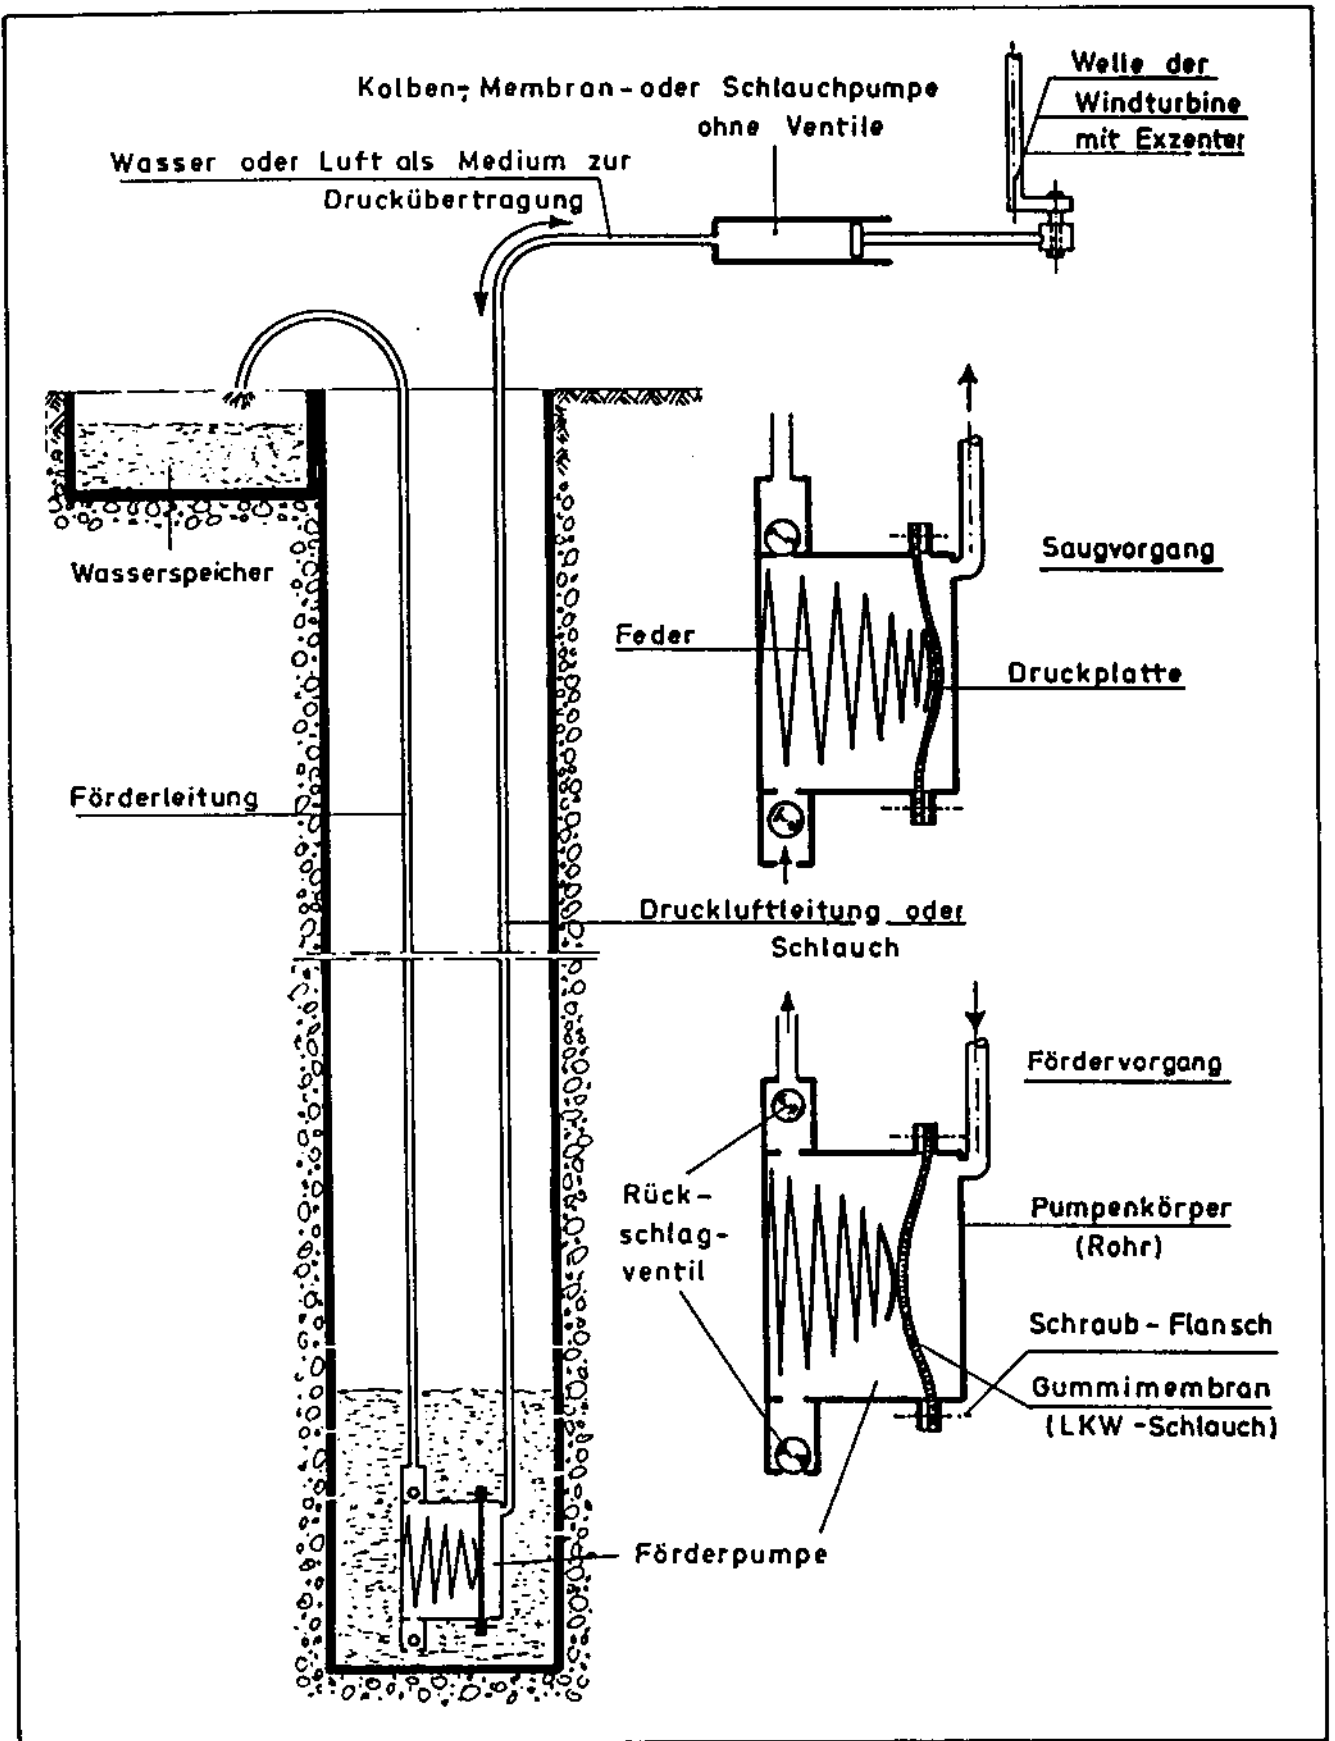 Kolben-, Membran- oder Schlauchpumpe
ohne Ventile
Welle der
Windturbine
mit Exzenter
Wasser oder Luft als Medium zur
Druckübertragung
Wasserspeicher
Saugvorgang
Feder
Druckplatte
Förderleitung
Druckluftleitung oder
Schlauch
Fördervorgang
Rück-
schlag-
ventil
Pumpenkörper
(Rohr)
Schraub-Flansch
Gummimembran
(LKW-Schlauch)
Förderpumpe